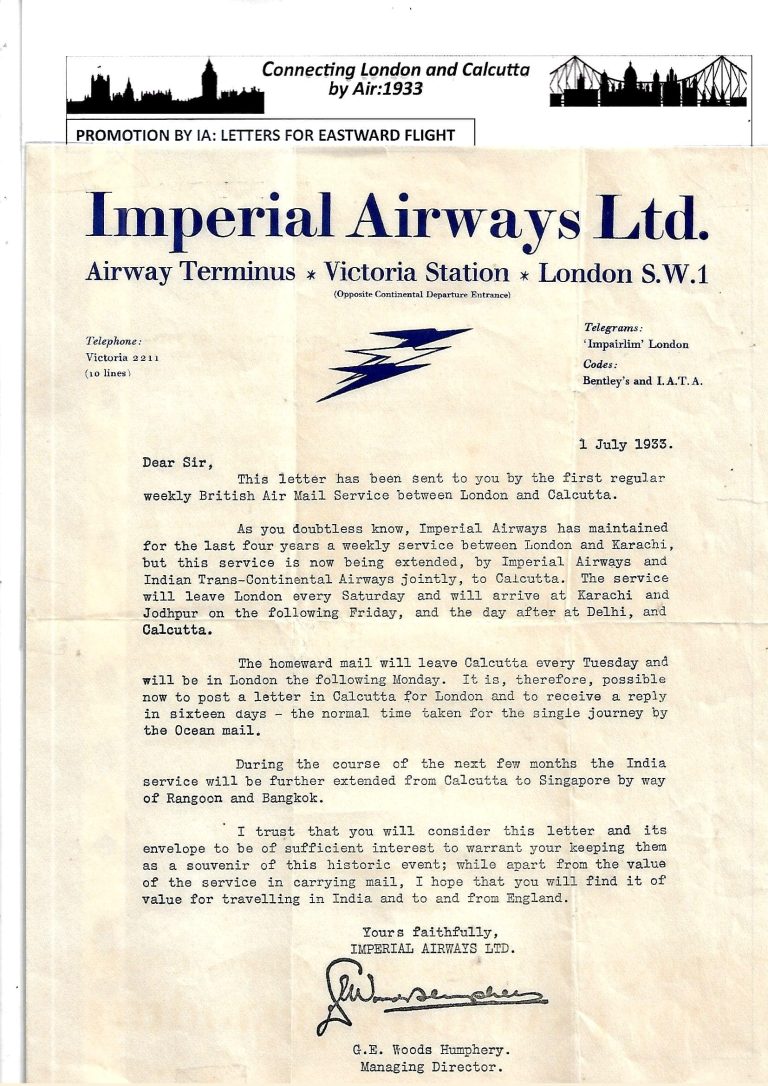 Connecting London and Calcutta
by Air:1933
PROMOTION BY IA: LETTERS FOR EASTWARD FLIGHT
Imperial Airways Ltd.
Airway Terminus * Victoria Station * London S.W.1
(Opposite Continental Departure Entrance)
Telephone:
Victoria 2211
(10 lines)
Telegrams:
'Impairlim' London
Codes:
Bentley's and I.A.T.A.
1 July 1933.
Dear Sir,
This letter has been sent to you by the first regular
weekly British Air Mail Service between London and Calcutta.
As you doubtless know, Imperial Airways has maintained
for the last four years a weekly service between London and Karachi,
but this service is now being extended, by Imperial Airways and
Indian Trans-Continental Airways jointly, to Calcutta. The service
will leave London every Saturday and will arrive at Karachi and
Jodhpur on the following Friday, and the day after at Delhi, and
Calcutta.
The homeward mail will leave Calcutta every Tuesday and
will be in London the following Monday. It is, therefore, possible
now to post a letter in Calcutta for London and to receive a reply
in sixteen days - the normal time taken for the single journey by
the Ocean mail.
During the course of the next few months the India
service will be further extended from Calcutta to Singapore by way
of Rangoon and Bangkok.
I trust that you will consider this letter and its
envelope to be of sufficient interest to warrant your keeping them
as a souvenir of this historic event; while apart from the value
of the service in carrying mail, I hope that you will find it of
value for travelling in India and to and from England.
Yours faithfully,
IMPERIAL AIRWAYS LTD.
G.E. Woods Humphery
G.E. Woods Humphery.
Managing Director.